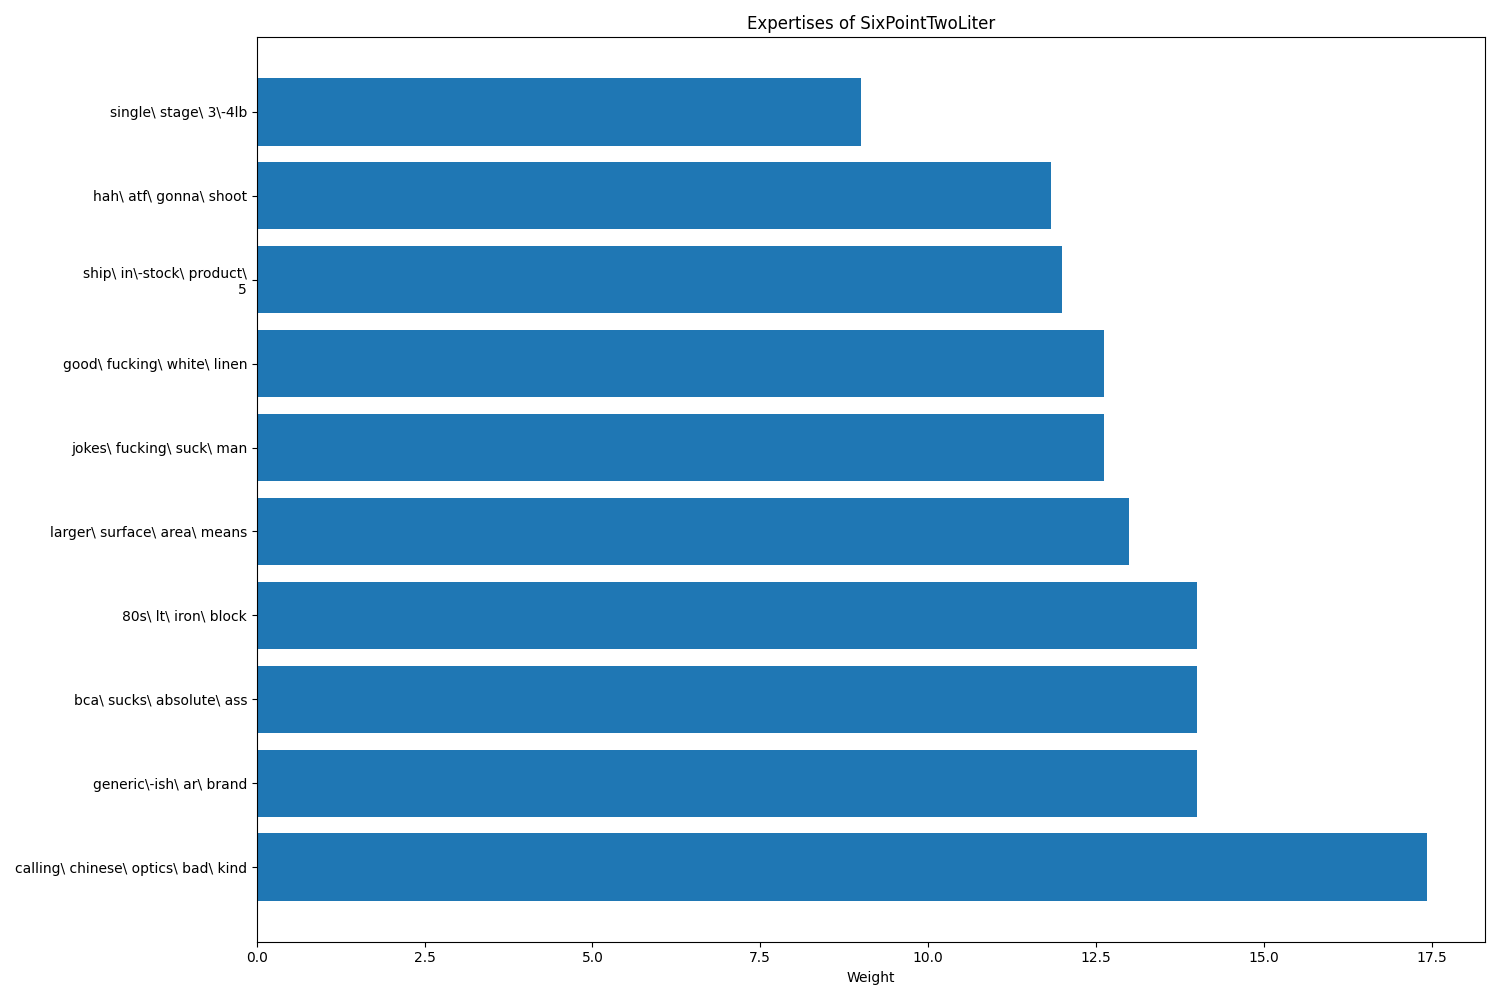 Expertises of SixPointTwoLiter
single\ stage\ 3\-4lb
hah\ atf\ gonna\ shoot
ship\ in\-stock\ product\
5
good\ fucking\ white\ linen
jokes\ fucking\ suck\ man
larger\ surface\ area\ means
80s\ lt\ iron\ block
bca\ sucks\ absolute\ ass
generic\-ish\ ar\ brand
calling\ chinese\ optics\ bad\ kind
0.0 2.5 5.0 7.5 10.0 12.5 15.0 17.5
Weight